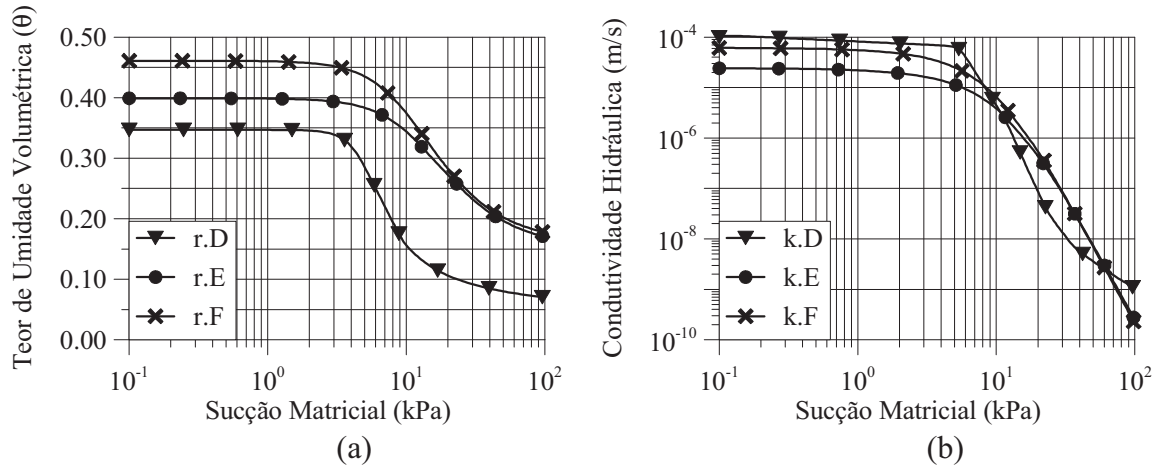 Teor de Umidade Volumétrica (θ)
0.50
0.40
0.30
0.20
0.10
0.00
r.D
r.E
r.F
10⁻¹ 10⁰ 10¹ 10²
Sucção Matricial (kPa)
(a)
Condutividade Hidráulica (m/s)
10⁻⁴
10⁻⁶
10⁻⁸
10⁻¹⁰
k.D
k.E
k.F
10⁻¹ 10⁰ 10¹ 10²
Sucção Matricial (kPa)
(b)